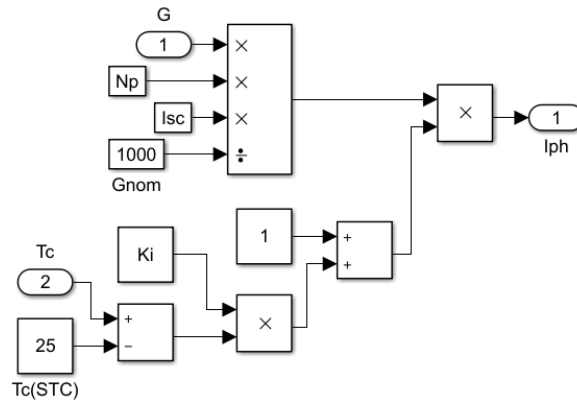 G
1
×
Np
×
Isc
×
1000
÷
Gnom
×
1
Iph
1
+
+
Ki
Tc
2
+
−
×
25
Tc(STC)